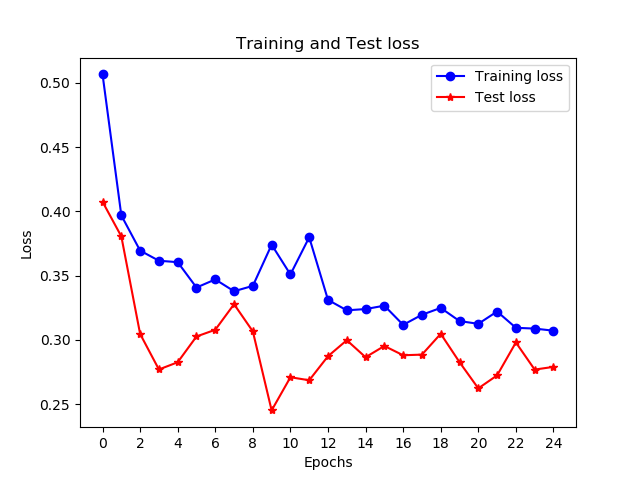 Training and Test loss
Training loss
Test loss
0.50
0.45
0.40
0.35
0.30
0.25
Loss
0 2 4 6 8 10 12 14 16 18 20 22 24
Epochs